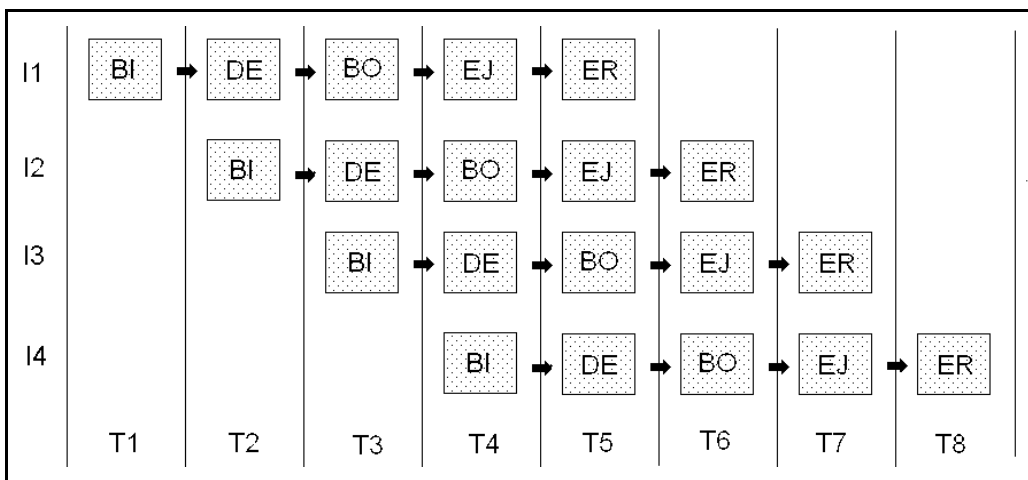 I1 BI DE BO EJ ER
I2 BI DE BO EJ ER
I3 BI DE BO EJ ER
I4 BI DE BO EJ ER
T1 T2 T3 T4 T5 T6 T7 T8